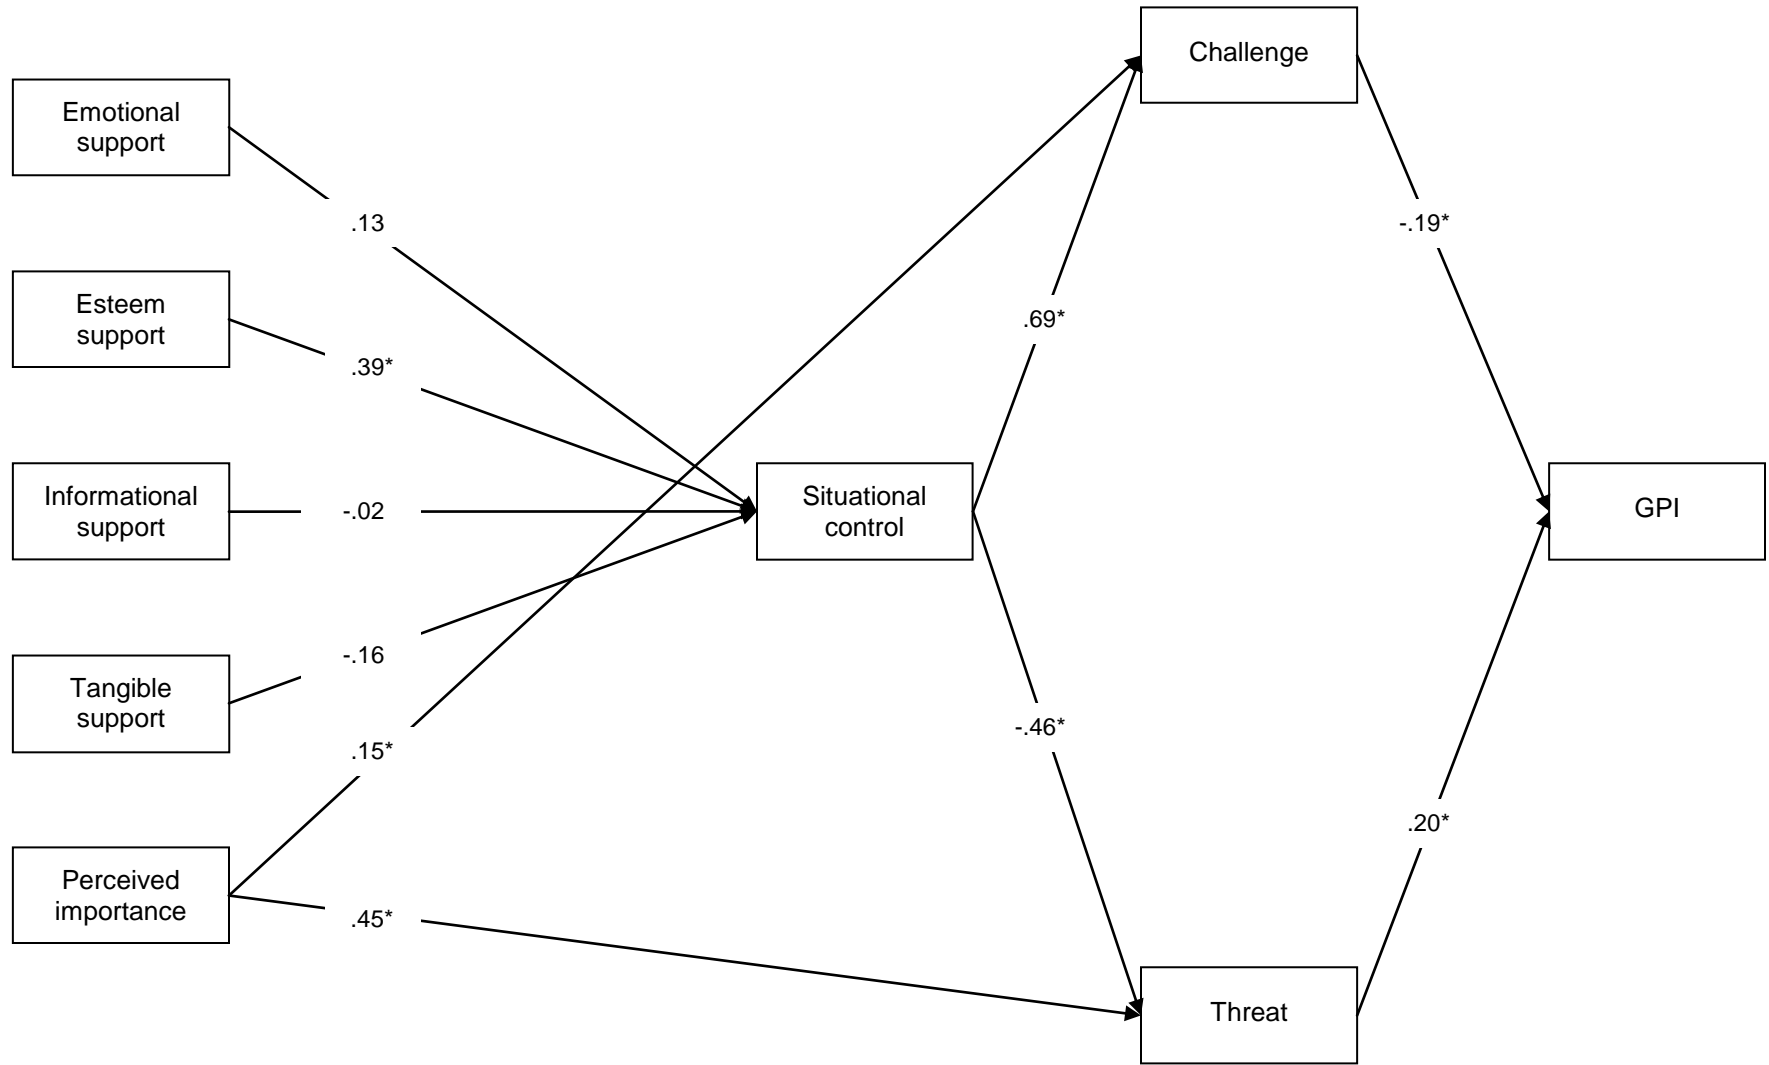 Challenge
Emotional
support
.13
-.19*
Esteem
support
.39*
.69*
Informational
support
-.02
Situational
control
GPI
Tangible
support
-.16
.15*
-.46*
.20*
Perceived
importance
.45*
Threat